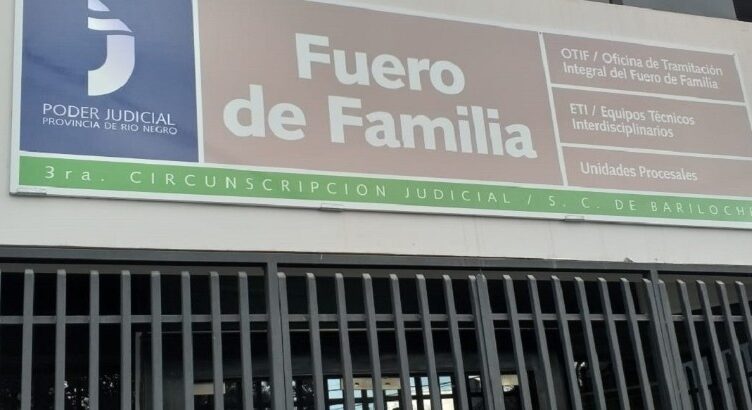 PODER JUDICIAL
PROVINCIA DE RIO NEGRO
Fuero
de Familia
OTIF / Oficina de Tramitación
Integral del Fuero de Familia
ETI / Equipos Técnicos
Interdisciplinarios
Unidades Procesales
3ra. CIRCUNSCRIPCION JUDICIAL / S. C. DE BARILOCHE